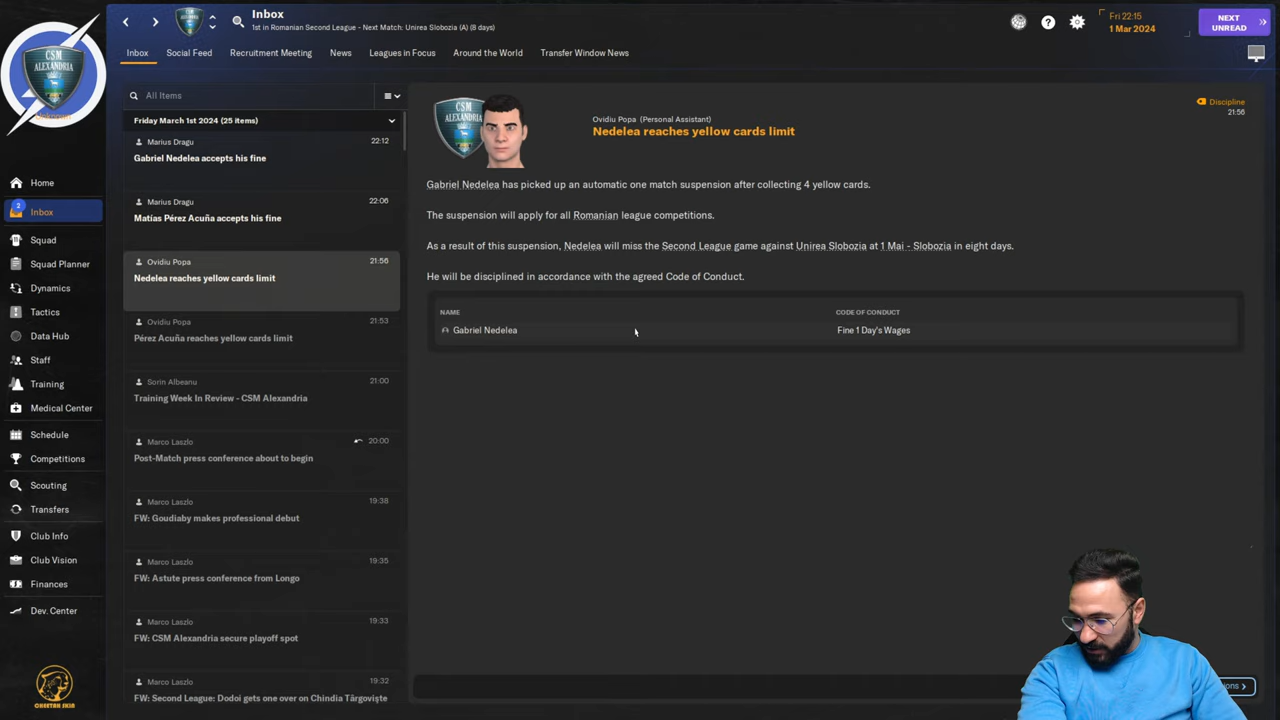 CSM
ALEXANDRIA
Inbox
1st in Romanian Second League - Next Match: Unirea Slobozia (A) (8 days)
Fri 22:15
1 Mar 2024
NEXT
UNREAD
Inbox
Social Feed
Recruitment Meeting
News
Leagues in Focus
Around the World
Transfer Window News
Home
2
Inbox
Squad
Squad Planner
Dynamics
Tactics
Data Hub
Staff
Training
Medical Center
Schedule
Competitions
Scouting
Transfers
Club Info
Club Vision
Finances
Dev. Center
CHEETAH SKIN
All Items
Friday March 1st 2024 (25 items)
Marius Dragu 22:12
Gabriel Nedelea accepts his fine
Marius Dragu 22:06
Matías Pérez Acuña accepts his fine
Ovidiu Popa 21:56
Nedelea reaches yellow cards limit
Ovidiu Popa 21:53
Pérez Acuña reaches yellow cards limit
Sorin Albeanu 21:00
Training Week In Review - CSM Alexandria
Marco Laszlo 20:00
Post-Match press conference about to begin
Marco Laszlo 19:38
FW: Goudiaby makes professional debut
Marco Laszlo 19:35
FW: Astute press conference from Longo
Marco Laszlo 19:33
FW: CSM Alexandria secure playoff spot
Marco Laszlo 19:32
FW: Second League: Dodoi gets one over on Chindia Târgoviște
CSM
ALEXANDRIA
Ovidiu Popa (Personal Assistant)
Nedelea reaches yellow cards limit
Discipline
21:56
Gabriel Nedelea has picked up an automatic one match suspension after collecting 4 yellow cards.
The suspension will apply for all Romanian league competitions.
As a result of this suspension, Nedelea will miss the Second League game against Unirea Slobozia at 1 Mai - Slobozia in eight days.
He will be disciplined in accordance with the agreed Code of Conduct.
NAME CODE OF CONDUCT
Gabriel Nedelea Fine 1 Day's Wages